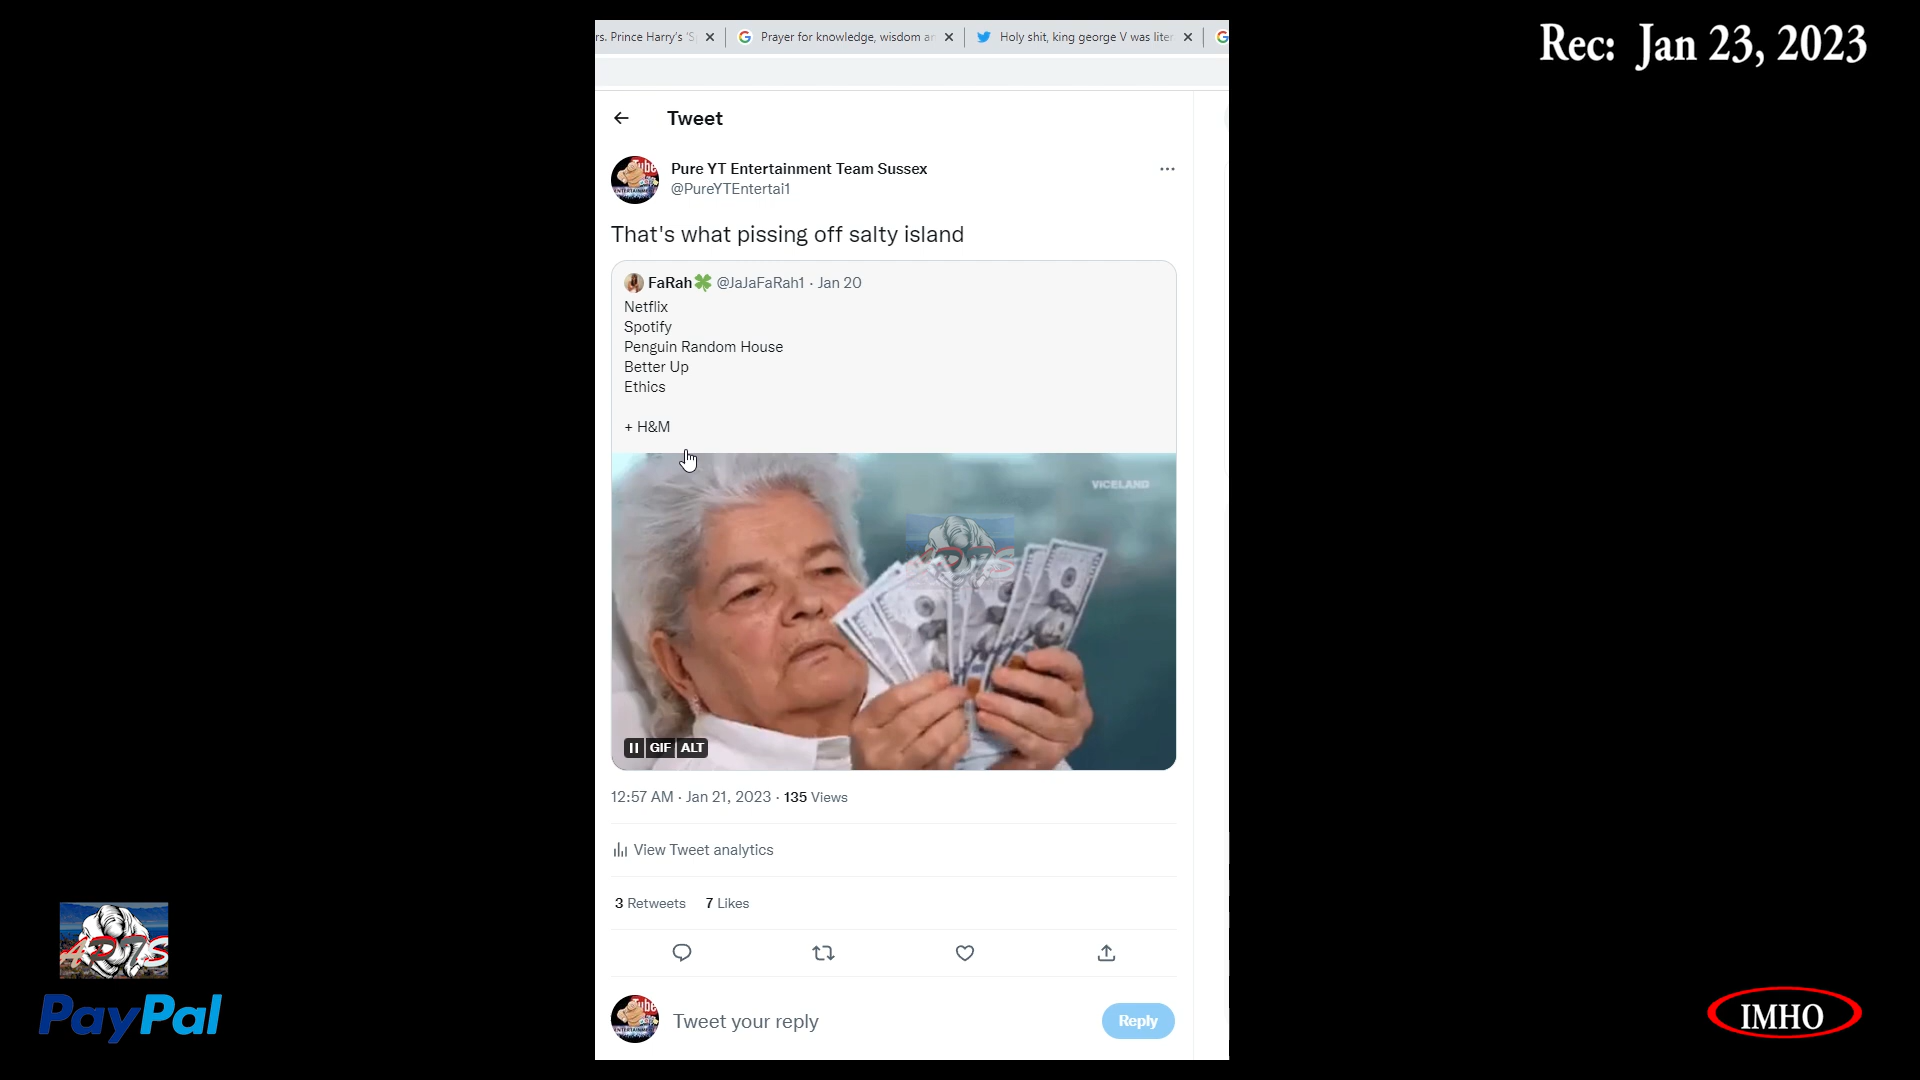 rs. Prince Harry's 'S
Prayer for knowledge, wisdom an
Holy shit, king george V was liter
Rec: Jan 23, 2023
Tweet
Pure YT Entertainment Team Sussex
@PureYTEntertai1
That's what pissing off salty island
FaRah🍀 @JaJaFaRah1 · Jan 20
Netflix
Spotify
Penguin Random House
Better Up
Ethics
+ H&M
VICELAND
GIF ALT
12:57 AM · Jan 21, 2023 · 135 Views
View Tweet analytics
3 Retweets 7 Likes
Tweet your reply
Reply
PayPal
IMHO